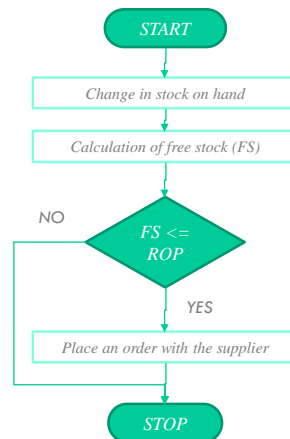 START
Change in stock on hand
Calculation of free stock (FS)
NO
FS <=
ROP
YES
Place an order with the supplier
STOP